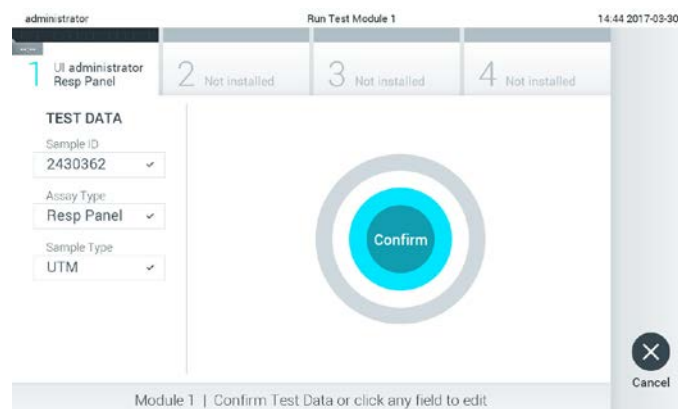 administrator Run Test Module 1 14:44 2017-03-30
--:--
1 UI administrator
Resp Panel
2 Not installed
3 Not installed
4 Not installed
TEST DATA
Sample ID
2430362
Assay Type
Resp Panel
Sample Type
UTM
Confirm
Cancel
Module 1 | Confirm Test Data or click any field to edit